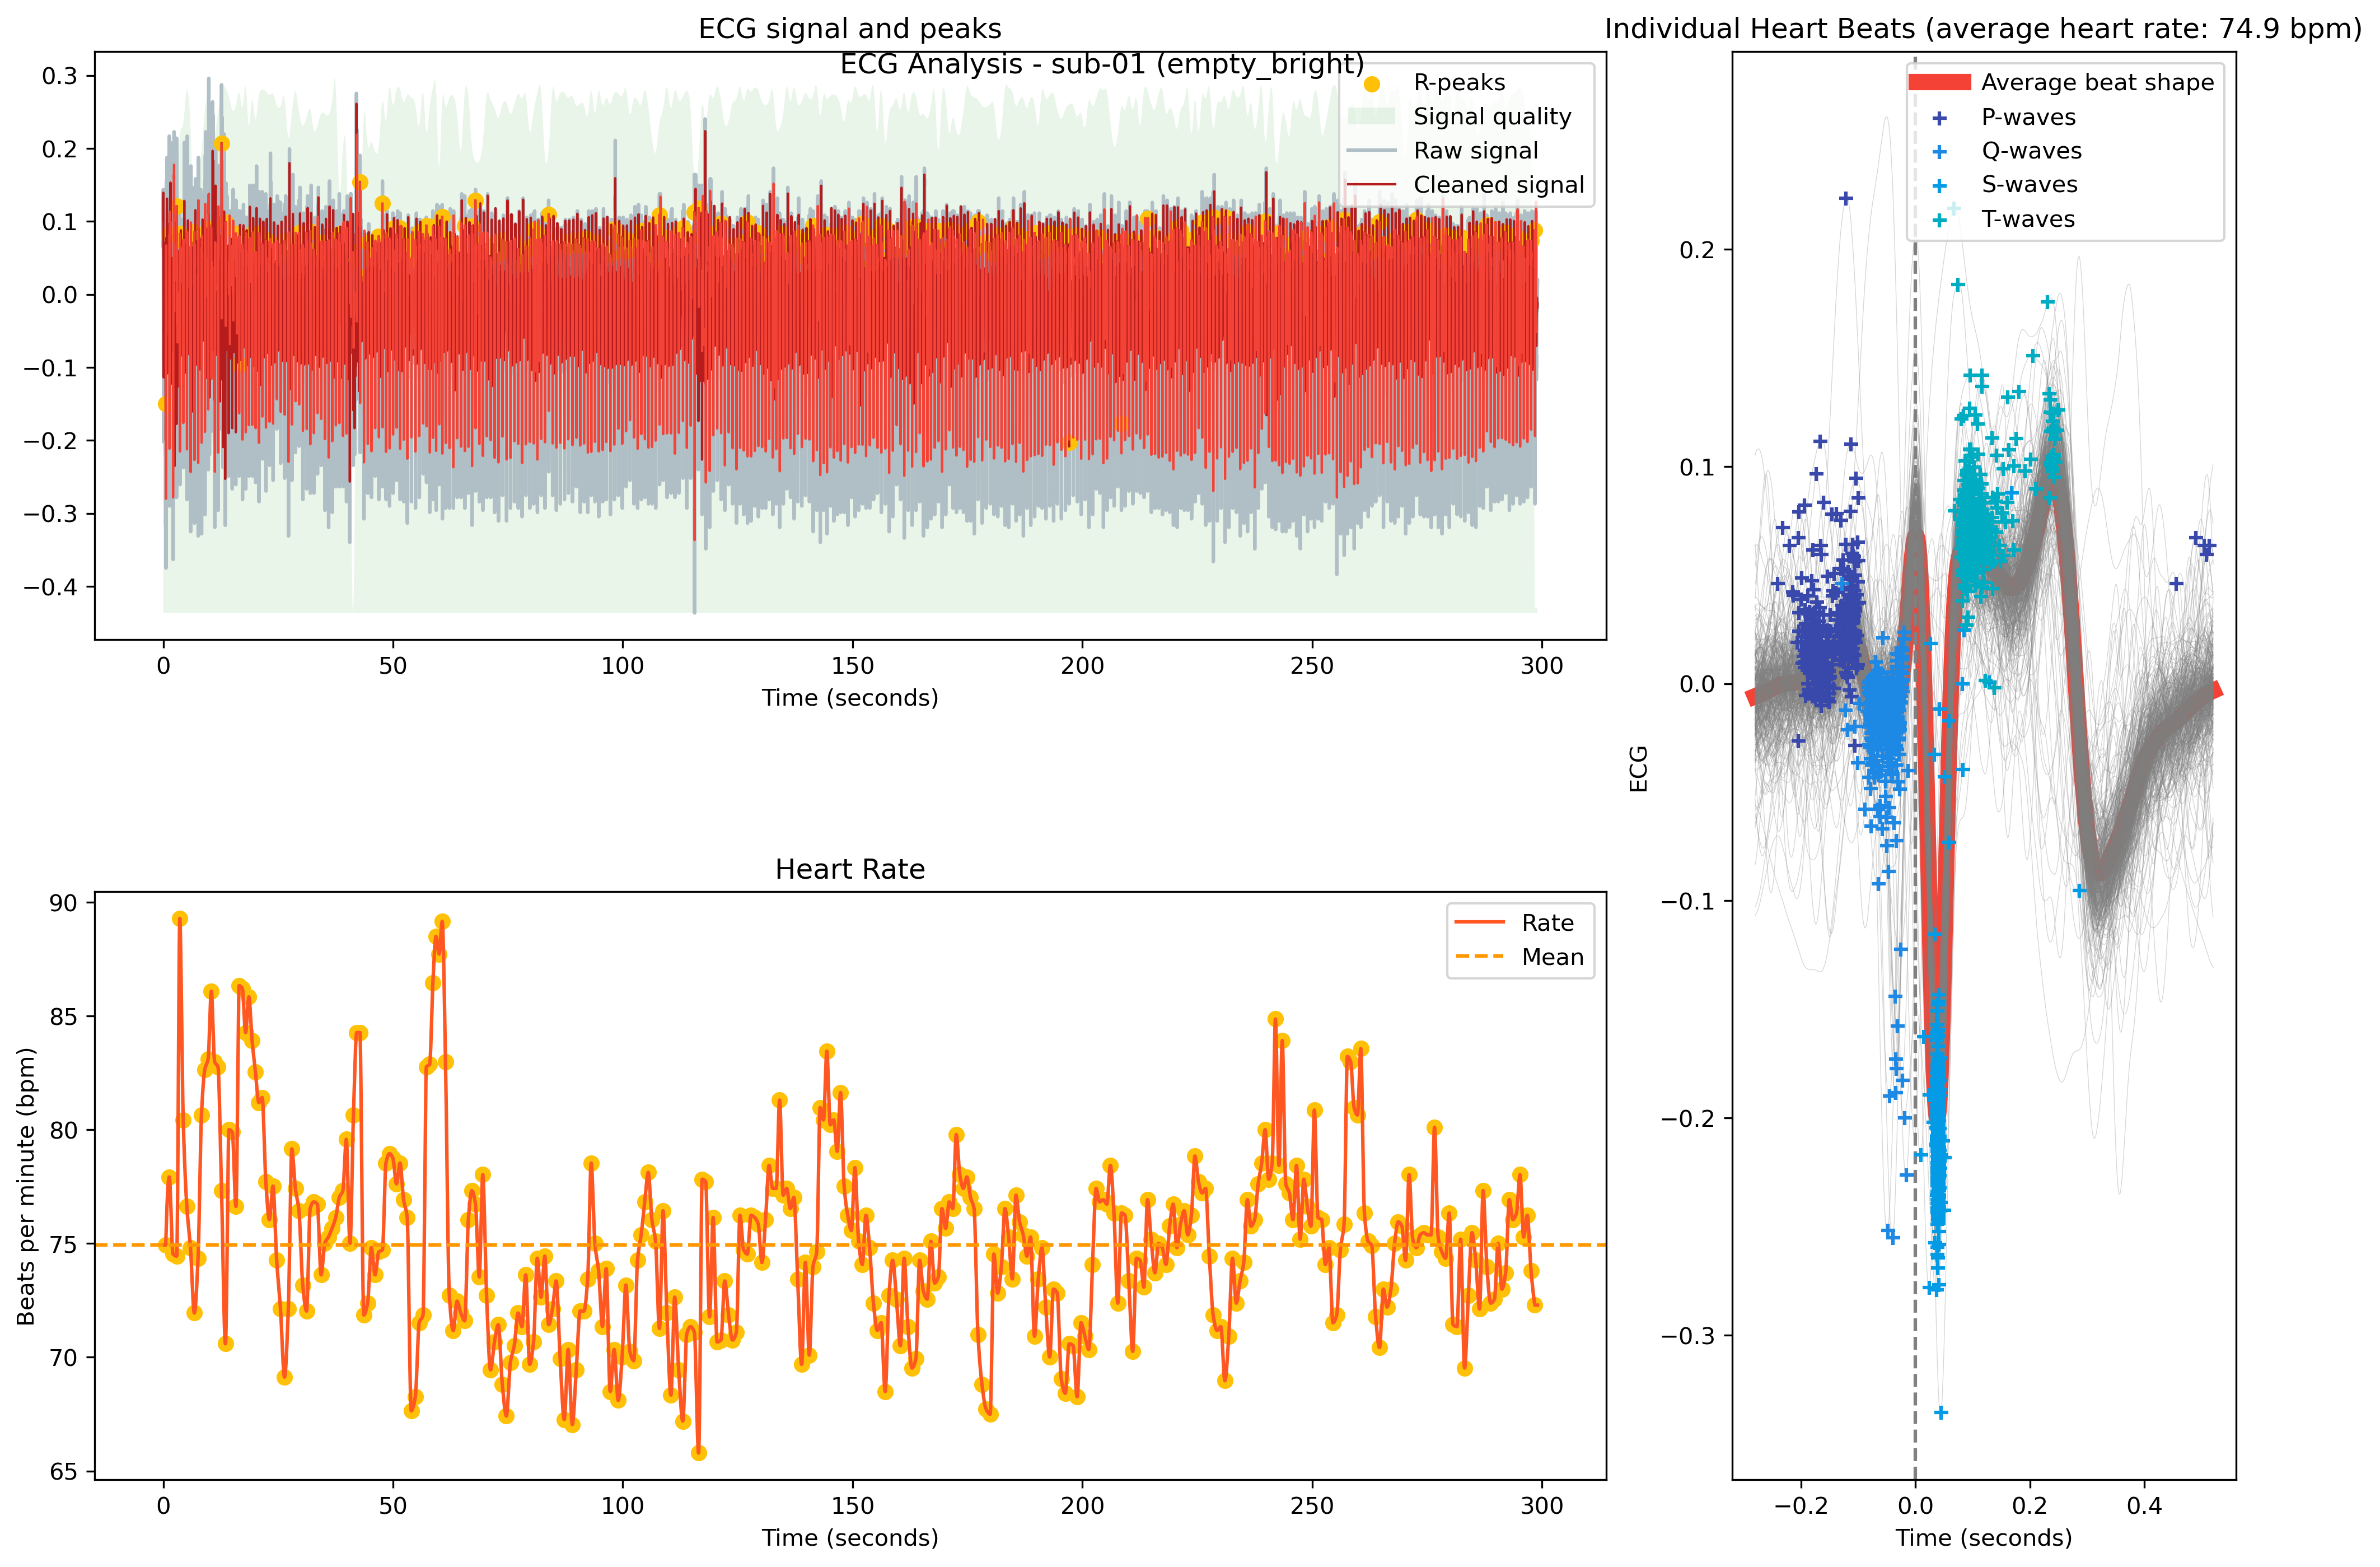 ECG signal and peaks
ECG Analysis - sub-01 (empty_bright)
R-peaks
Signal quality
Raw signal
Cleaned signal
0.3
0.2
0.1
0.0
−0.1
−0.2
−0.3
−0.4
0 50 100 150 200 250 300
Time (seconds)
Heart Rate
Rate
Mean
Beats per minute (bpm)
90
85
80
75
70
65
0 50 100 150 200 250 300
Time (seconds)
Individual Heart Beats (average heart rate: 74.9 bpm)
Average beat shape
P-waves
Q-waves
S-waves
T-waves
ECG
0.2
0.1
0.0
−0.1
−0.2
−0.3
−0.2 0.0 0.2 0.4
Time (seconds)